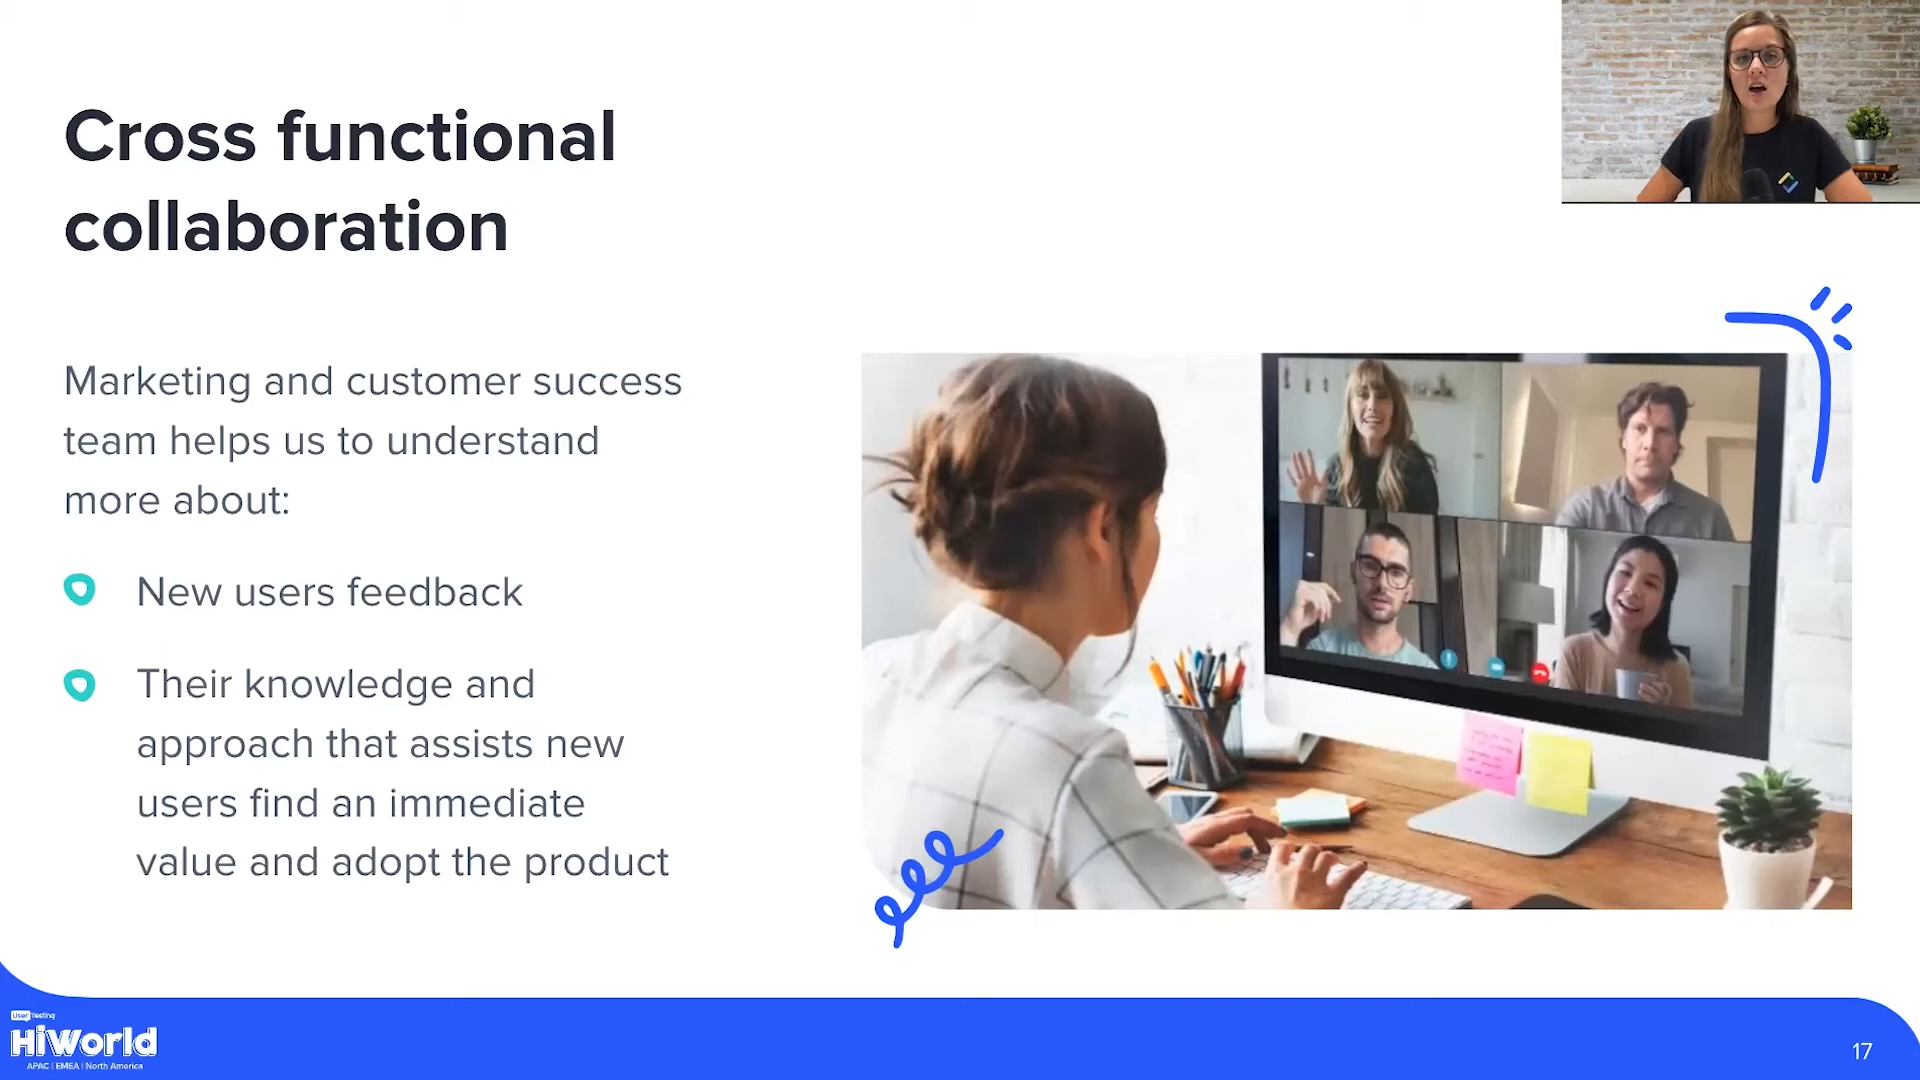 Cross functional
collaboration
Marketing and customer success
team helps us to understand
more about:
New users feedback
Their knowledge and
approach that assists new
users find an immediate
value and adopt the product
UserTesting
HiWorld
APAC | EMEA | North America
17